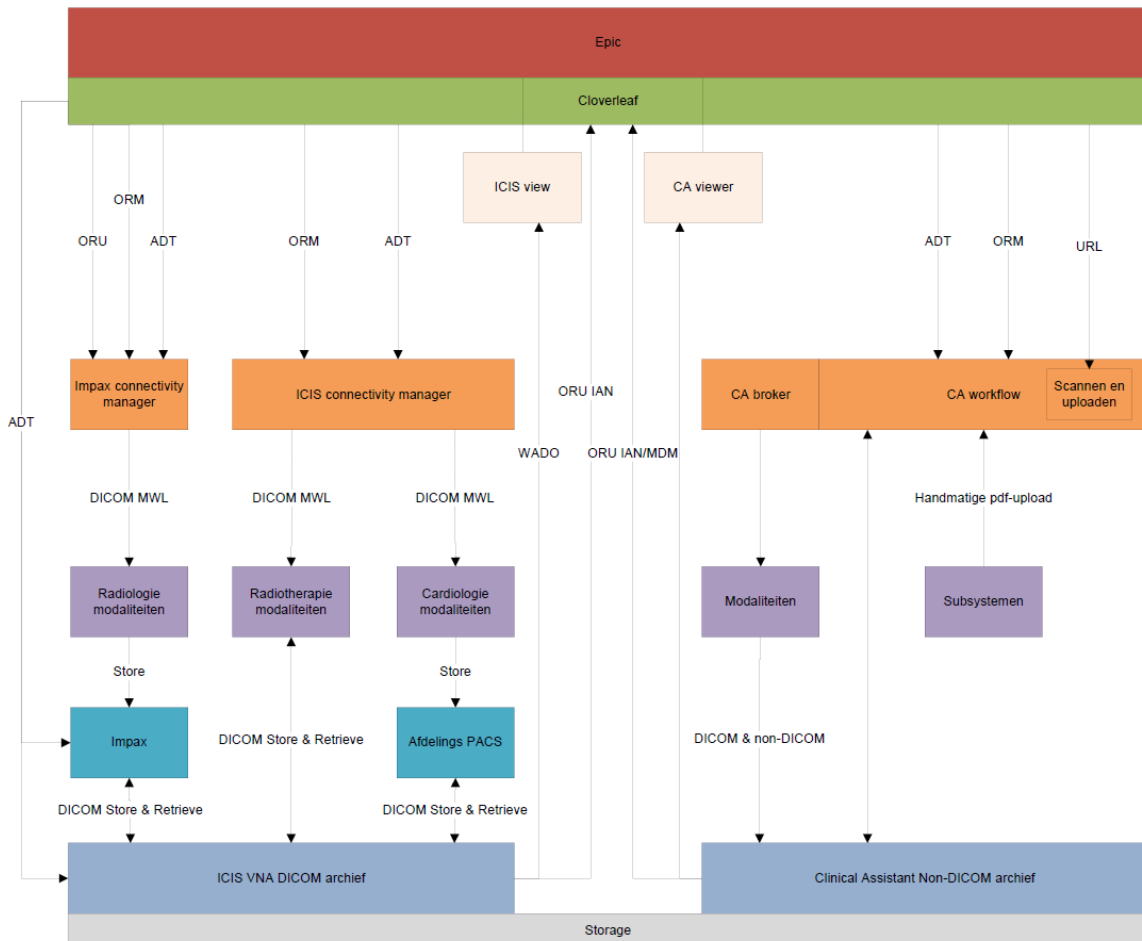 Epic
Cloverleaf
ICIS view
CA viewer
ORM
ORU
ADT
ORM
ADT
ADT
ORM
URL
Impax connectivity
manager
ICIS connectivity manager
CA broker
CA workflow
Scannen en
uploaden
ORU IAN
ADT
WADO
ORU IAN/MDM
DICOM MWL
DICOM MWL
DICOM MWL
Handmatige pdf-upload
Radiologie
modaliteiten
Radiotherapie
modaliteiten
Cardiologie
modaliteiten
Modaliteiten
Subsystemen
Store
Store
Impax
DICOM Store & Retrieve
Afdelings PACS
DICOM & non-DICOM
DICOM Store & Retrieve
DICOM Store & Retrieve
ICIS VNA DICOM archief
Clinical Assistant Non-DICOM archief
Storage